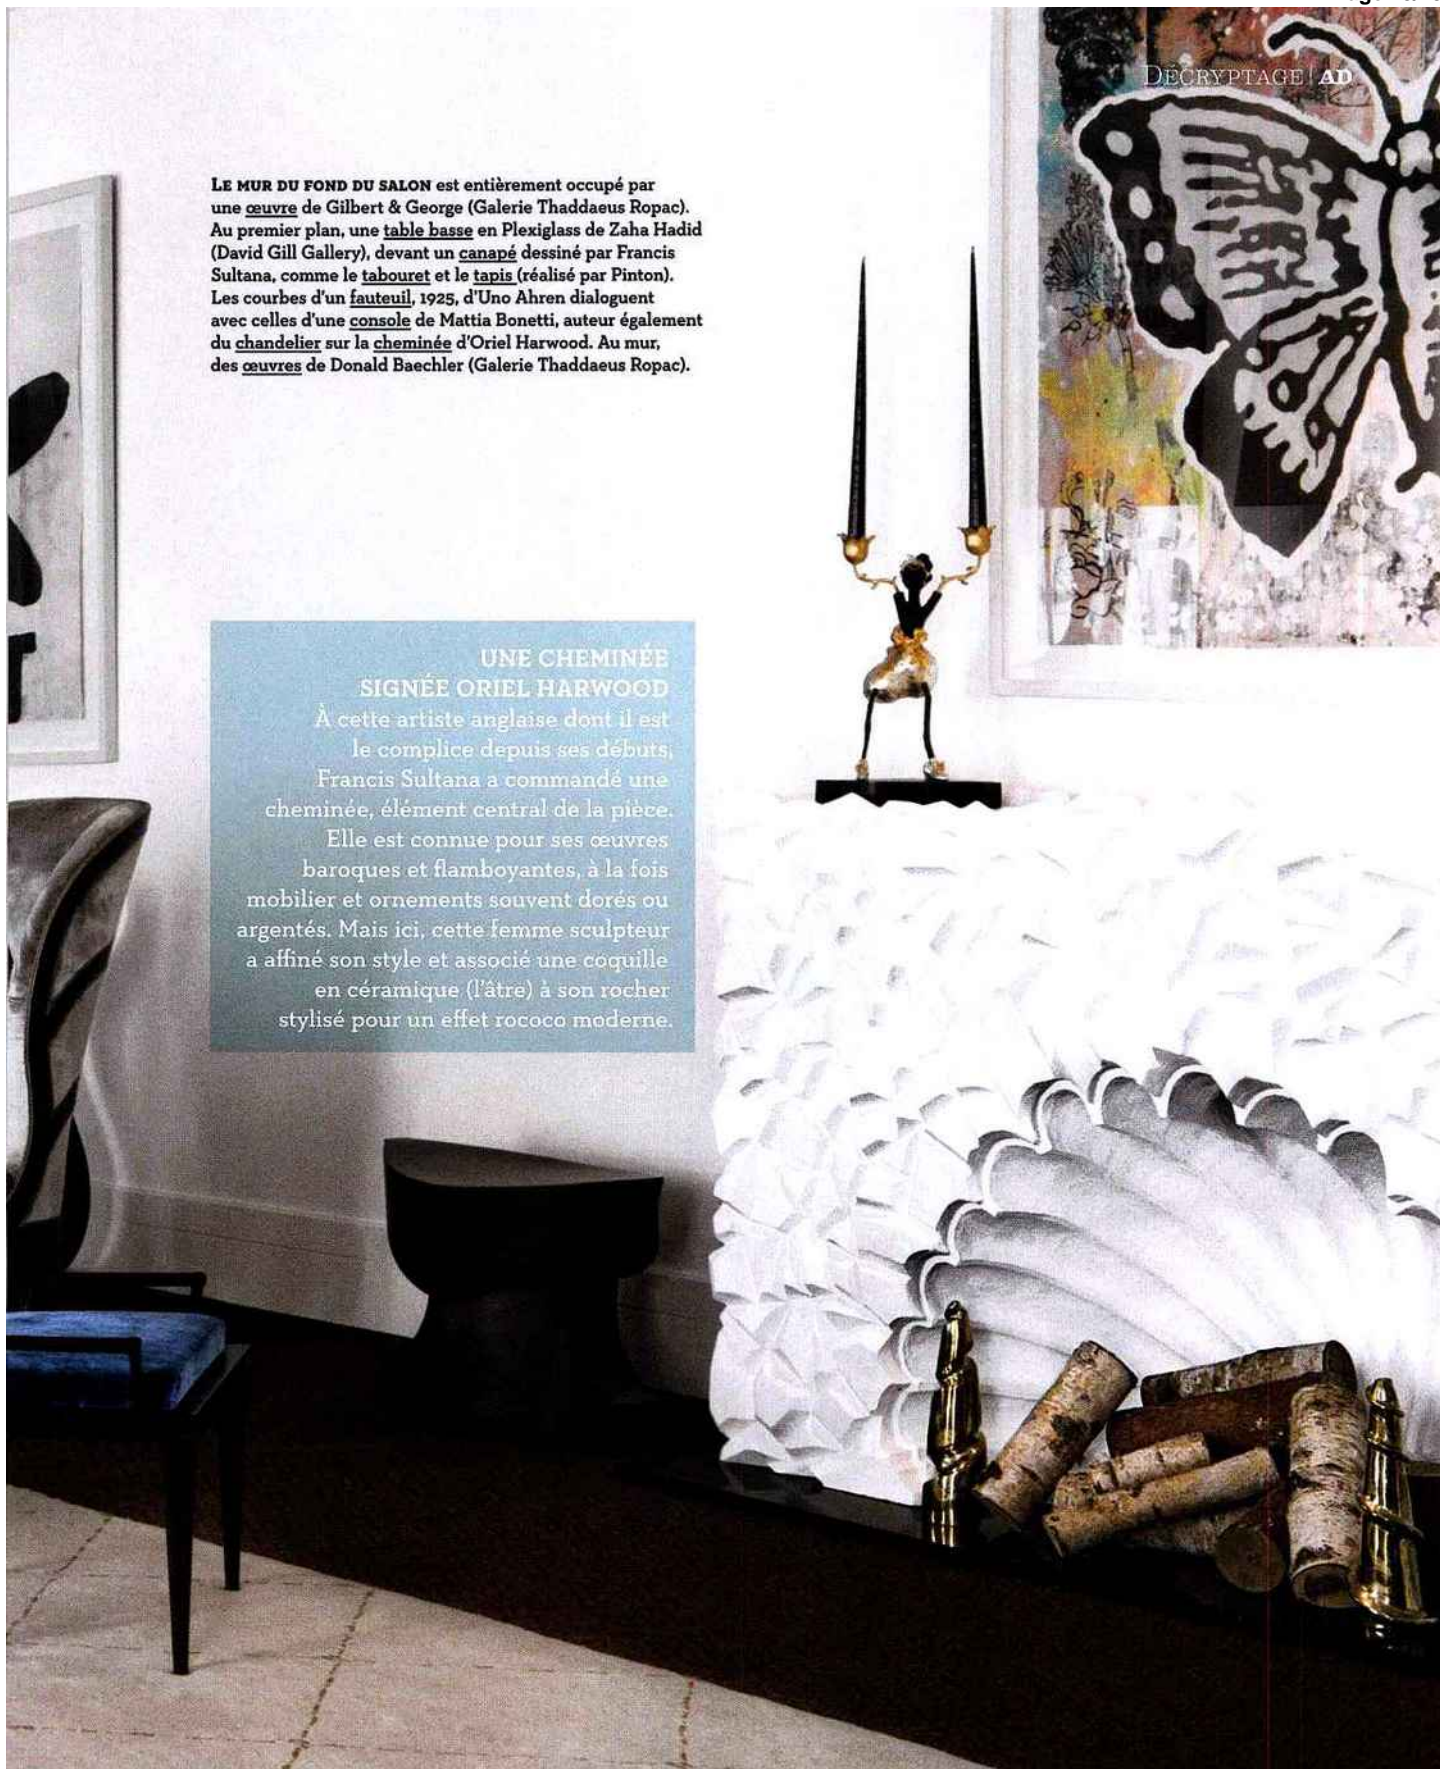 DÉCRYPTAGE | AD
LE MUR DU FOND DU SALON est entièrement occupé par
une œuvre de Gilbert & George (Galerie Thaddaeus Ropac).
Au premier plan, une table basse en Plexiglass de Zaha Hadid
(David Gill Gallery), devant un canapé dessiné par Francis
Sultana, comme le tabouret et le tapis (réalisé par Pinton).
Les courbes d'un fauteuil, 1925, d'Uno Ahren dialoguent
avec celles d'une console de Mattia Bonetti, auteur également
du chandelier sur la cheminée d'Oriel Harwood. Au mur,
des œuvres de Donald Baechler (Galerie Thaddaeus Ropac).
UNE CHEMINÉE
SIGNÉE ORIEL HARWOOD
À cette artiste anglaise dont il est
le complice depuis ses débuts,
Francis Sultana a commandé une
cheminée, élément central de la pièce.
Elle est connue pour ses œuvres
baroques et flamboyantes, à la fois
mobilier et ornements souvent dorés ou
argentés. Mais ici, cette femme sculpteur
a affiné son style et associé une coquille
en céramique (l'âtre) à son rocher
stylisé pour un effet rococo moderne.